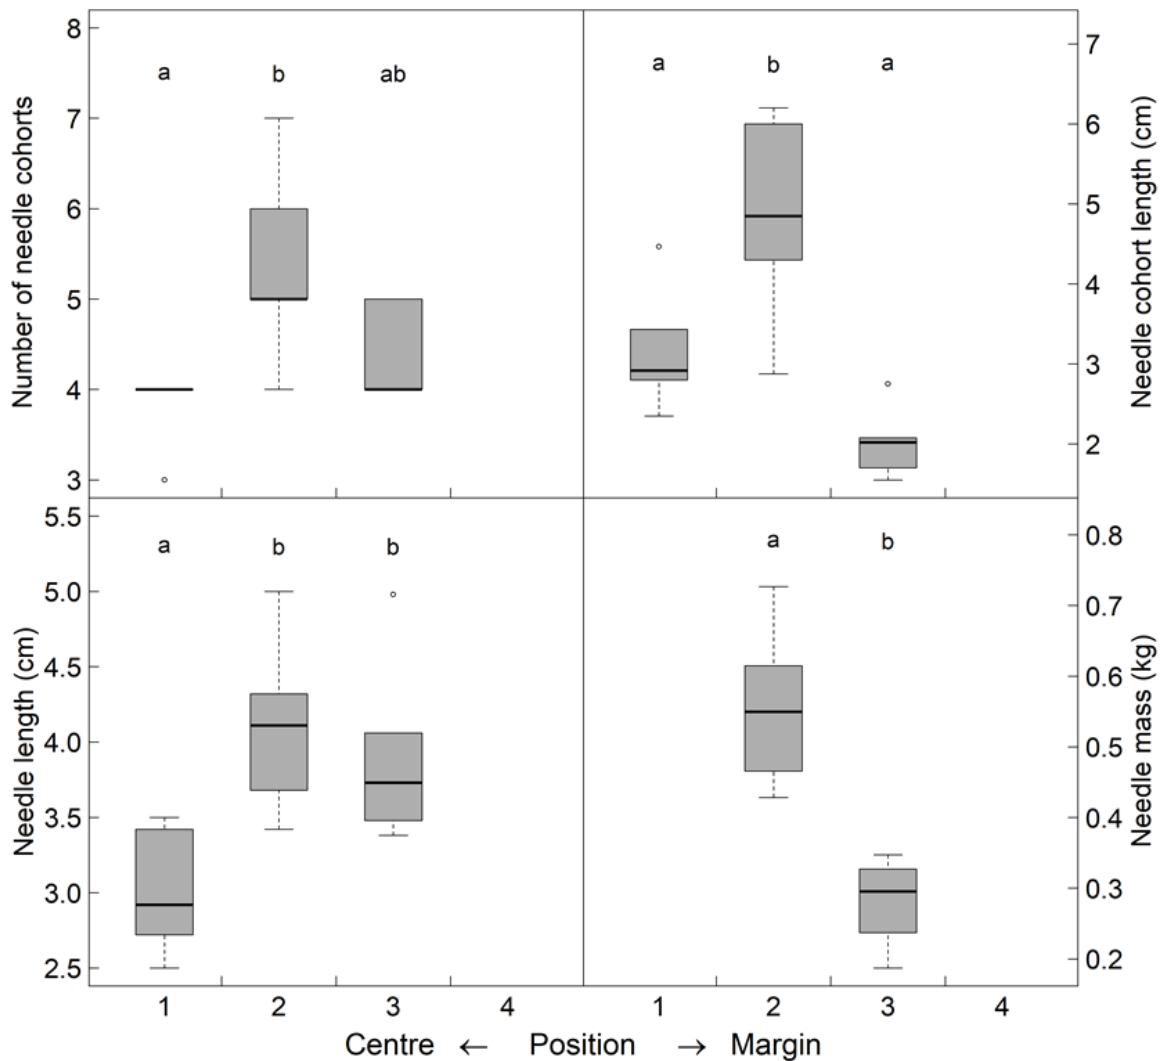 8
7
6
5
4
3
Number of needle cohorts
a b ab
7
6
5
4
3
2
Needle cohort length (cm)
a b a
5.5
5.0
4.5
4.0
3.5
3.0
2.5
Needle length (cm)
a b b
0.8
0.7
0.6
0.5
0.4
0.3
0.2
Needle mass (kg)
a b
1 2 3 4 1 2 3 4
Centre ← Position → Margin